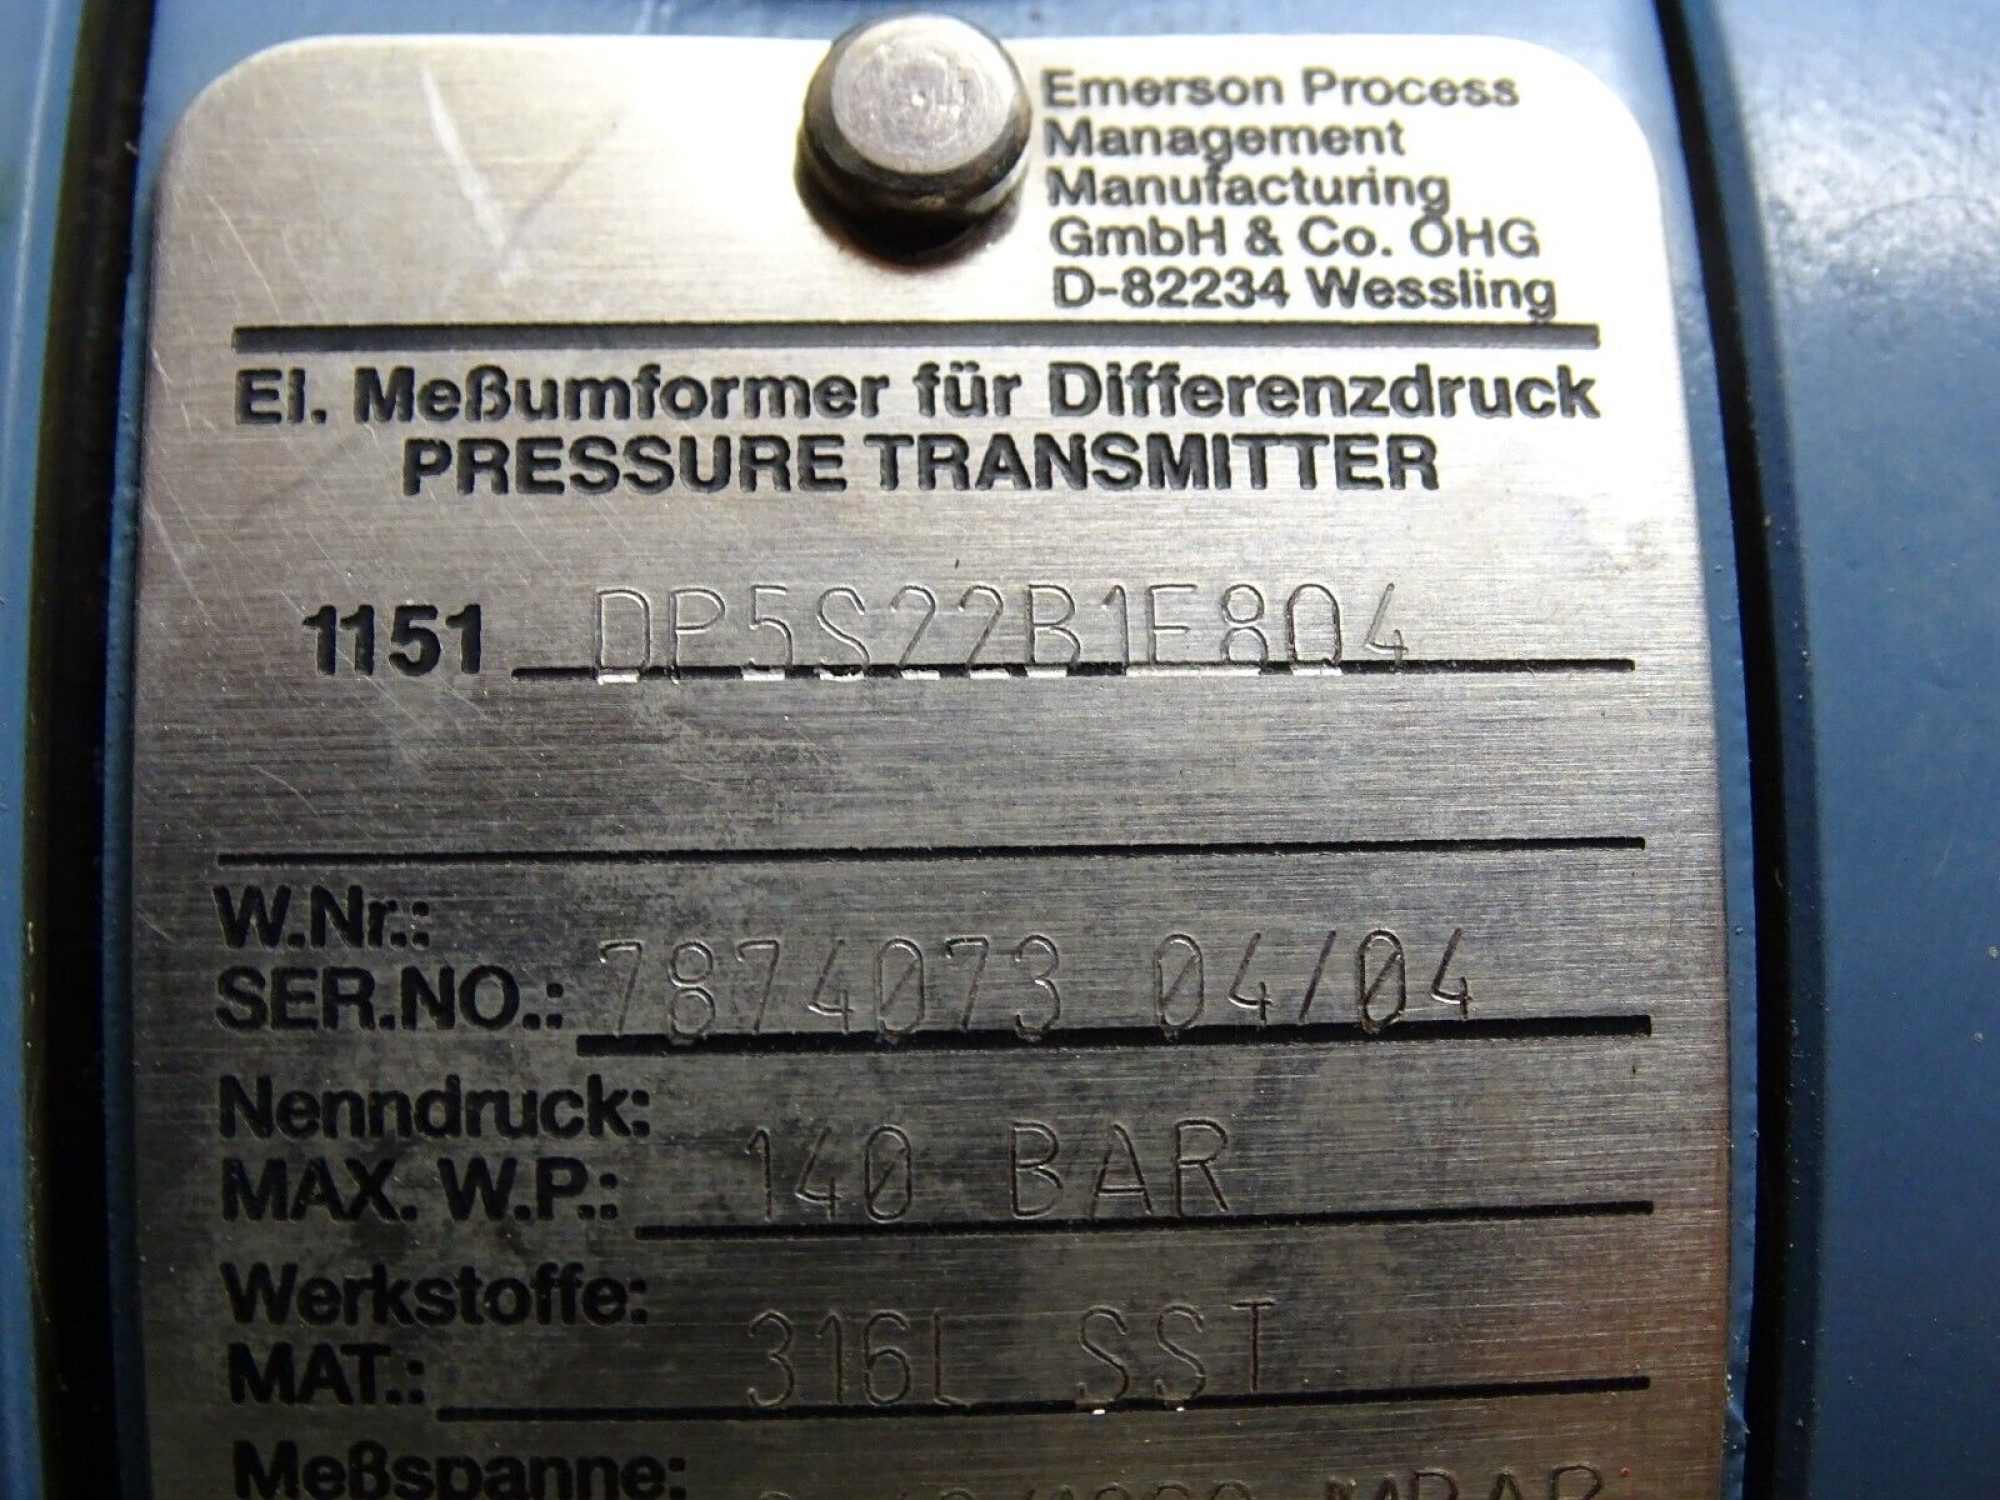 Emerson Process
Management
Manufacturing
GmbH & Co. OHG
D-82234 Wessling
El. Meßumformer für Differenzdruck
PRESSURE TRANSMITTER
1151 DP5S22B1E8Q4
W.Nr.:
SER.NO.: 7874073 04/04
Nenndruck:
MAX. W.P.: 140 BAR
Werkstoffe:
MAT.: 316L SST
Meßspanne:
MBAR